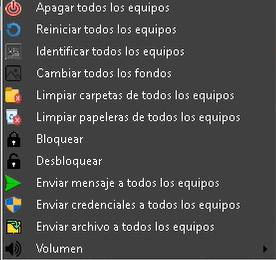 Apagar todos los equipos
Reiniciar todos los equipos
Identificar todos los equipos
Cambiar todos los fondos
Limpiar carpetas de todos los equipos
Limpiar papeleras de todos los equipos
Bloquear
Desbloquear
Enviar mensaje a todos los equipos
Enviar credenciales a todos los equipos
Enviar archivo a todos los equipos
Volumen